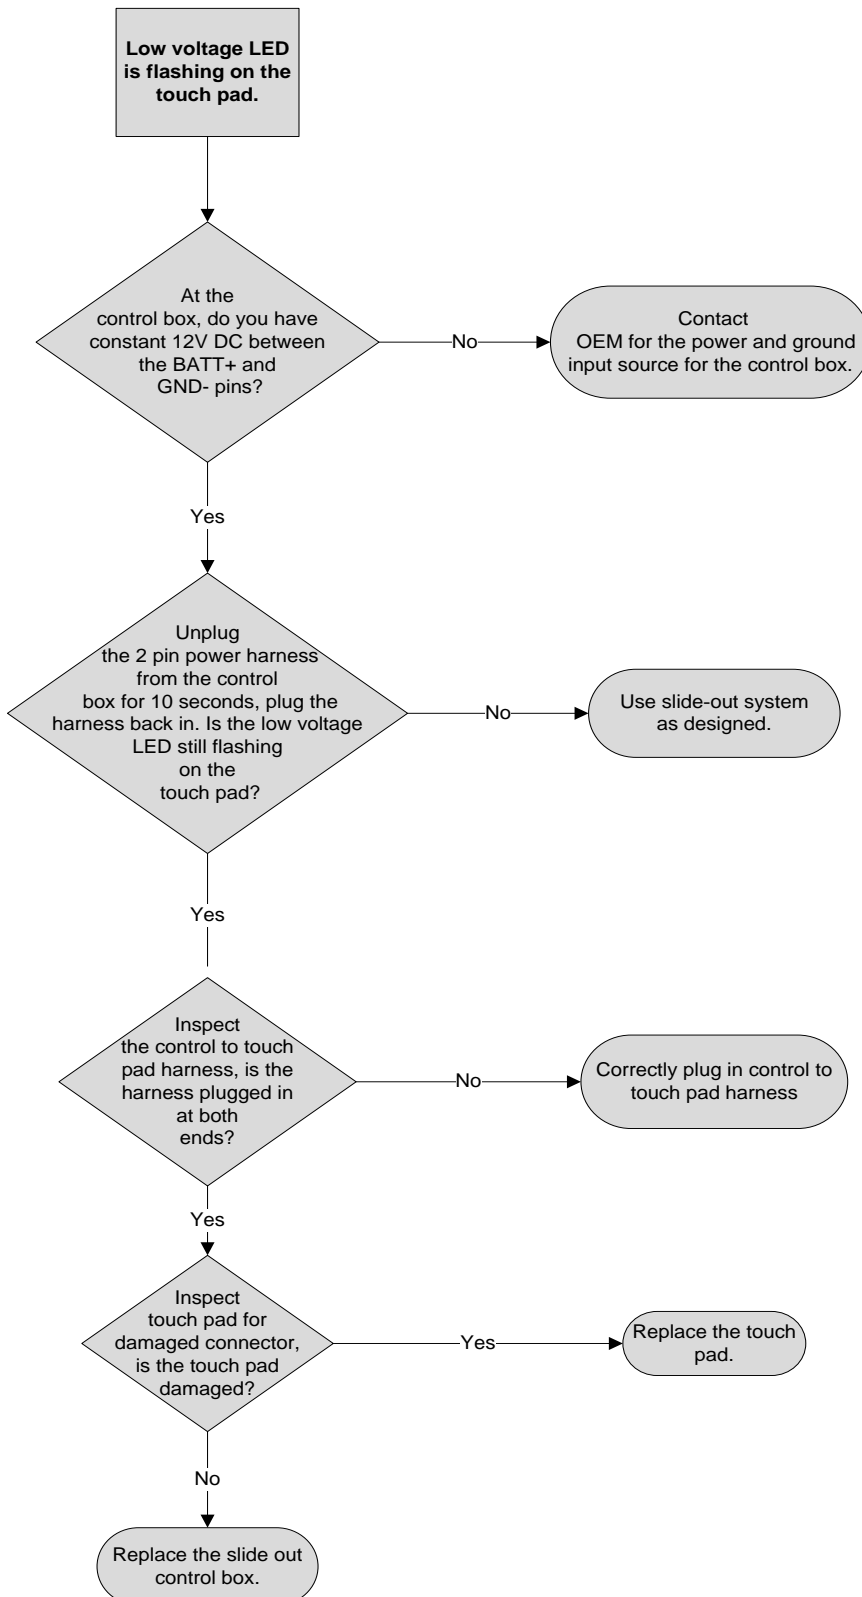 Low voltage LED
is flashing on the
touch pad.
At the
control box, do you have
constant 12V DC between
the BATT+ and
GND- pins?
No
Contact
OEM for the power and ground
input source for the control box.
Yes
Unplug
the 2 pin power harness
from the control
box for 10 seconds, plug the
harness back in. Is the low voltage
LED still flashing
on the
touch pad?
No
Use slide-out system
as designed.
Yes
Inspect
the control to touch
pad harness, is the
harness plugged in
at both
ends?
No
Correctly plug in control to
touch pad harness
Yes
Inspect
touch pad for
damaged connector,
is the touch pad
damaged?
Yes
Replace the touch
pad.
No
Replace the slide out
control box.